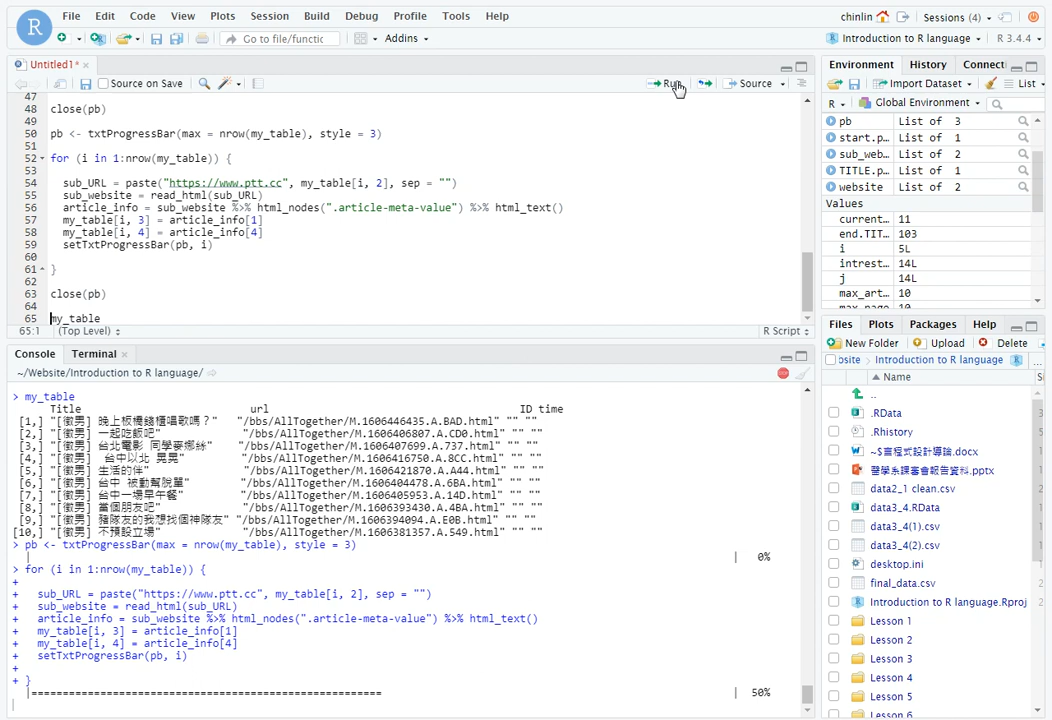 File Edit Code View Plots Session Build Debug Profile Tools Help
chinlin Sessions (4)
R
Go to file/functic Addins
Introduction to R language R 3.4.4
Untitled1* ×
Source on Save Run Source
47
48 close(pb)
49
50 pb <- txtProgressBar(max = nrow(my_table), style = 3)
51
52 for (i in 1:nrow(my_table)) {
53
54 sub_URL = paste("https://www.ptt.cc", my_table[i, 2], sep = "")
55 sub_website = read_html(sub_URL)
56 article_info = sub_website %>% html_nodes(".article-meta-value") %>% html_text()
57 my_table[i, 3] = article_info[1]
58 my_table[i, 4] = article_info[4]
59 setTxtProgressBar(pb, i)
60
61 }
62
63 close(pb)
64
65 my_table
65:1 (Top Level) R Script
Console Terminal ×
~/Website/Introduction to R language/
> my_table
Title url ID time
[1,] "[徵男] 晚上板橋錢櫃唱歌嗎？" "/bbs/AllTogether/M.1606446435.A.BAD.html" "" ""
[2,] "[徵男] 一起吃飯吧" "/bbs/AllTogether/M.1606406807.A.CD0.html" "" ""
[3,] "[徵男] 台北電影 同學麥娜絲" "/bbs/AllTogether/M.1606407699.A.737.html" "" ""
[4,] "[徵男] 台中以北 晃晃" "/bbs/AllTogether/M.1606416750.A.8CC.html" "" ""
[5,] "[徵男] 生活的伴" "/bbs/AllTogether/M.1606421870.A.A44.html" "" ""
[6,] "[徵男] 台中 被動幫脫單" "/bbs/AllTogether/M.1606404478.A.6BA.html" "" ""
[7,] "[徵男] 台中一場早午餐" "/bbs/AllTogether/M.1606405953.A.14D.html" "" ""
[8,] "[徵男] 當個朋友吧" "/bbs/AllTogether/M.1606393430.A.4BA.html" "" ""
[9,] "[徵男] 豬隊友的我想找個神隊友" "/bbs/AllTogether/M.1606394094.A.E0B.html" "" ""
[10,] "[徵男] 不預設立場" "/bbs/AllTogether/M.1606381357.A.549.html" "" ""
> pb <- txtProgressBar(max = nrow(my_table), style = 3)
| | 0%
> for (i in 1:nrow(my_table)) {
+
+ sub_URL = paste("https://www.ptt.cc", my_table[i, 2], sep = "")
+ sub_website = read_html(sub_URL)
+ article_info = sub_website %>% html_nodes(".article-meta-value") %>% html_text()
+ my_table[i, 3] = article_info[1]
+ my_table[i, 4] = article_info[4]
+ setTxtProgressBar(pb, i)
+
+ }
|======================================================== | 50%
Environment History Connecti
Import Dataset List
R Global Environment
pb List of 3
start.p… List of 1
sub_web… List of 2
TITLE.p… List of 1
website List of 2
Values
current… 11
end.TIT… 103
i 5L
intrest… 14L
j 14L
max_art… 10
Files Plots Packages Help
New Folder Upload Delete
bsite Introduction to R language
Name
..
.RData
.Rhistory
data2_1 clean.csv
data3_4.RData
data3_4(1).csv
data3_4(2).csv
desktop.ini
final_data.csv
Introduction to R language.Rproj
Lesson 1
Lesson 2
Lesson 3
Lesson 4
Lesson 5
Lesson 6